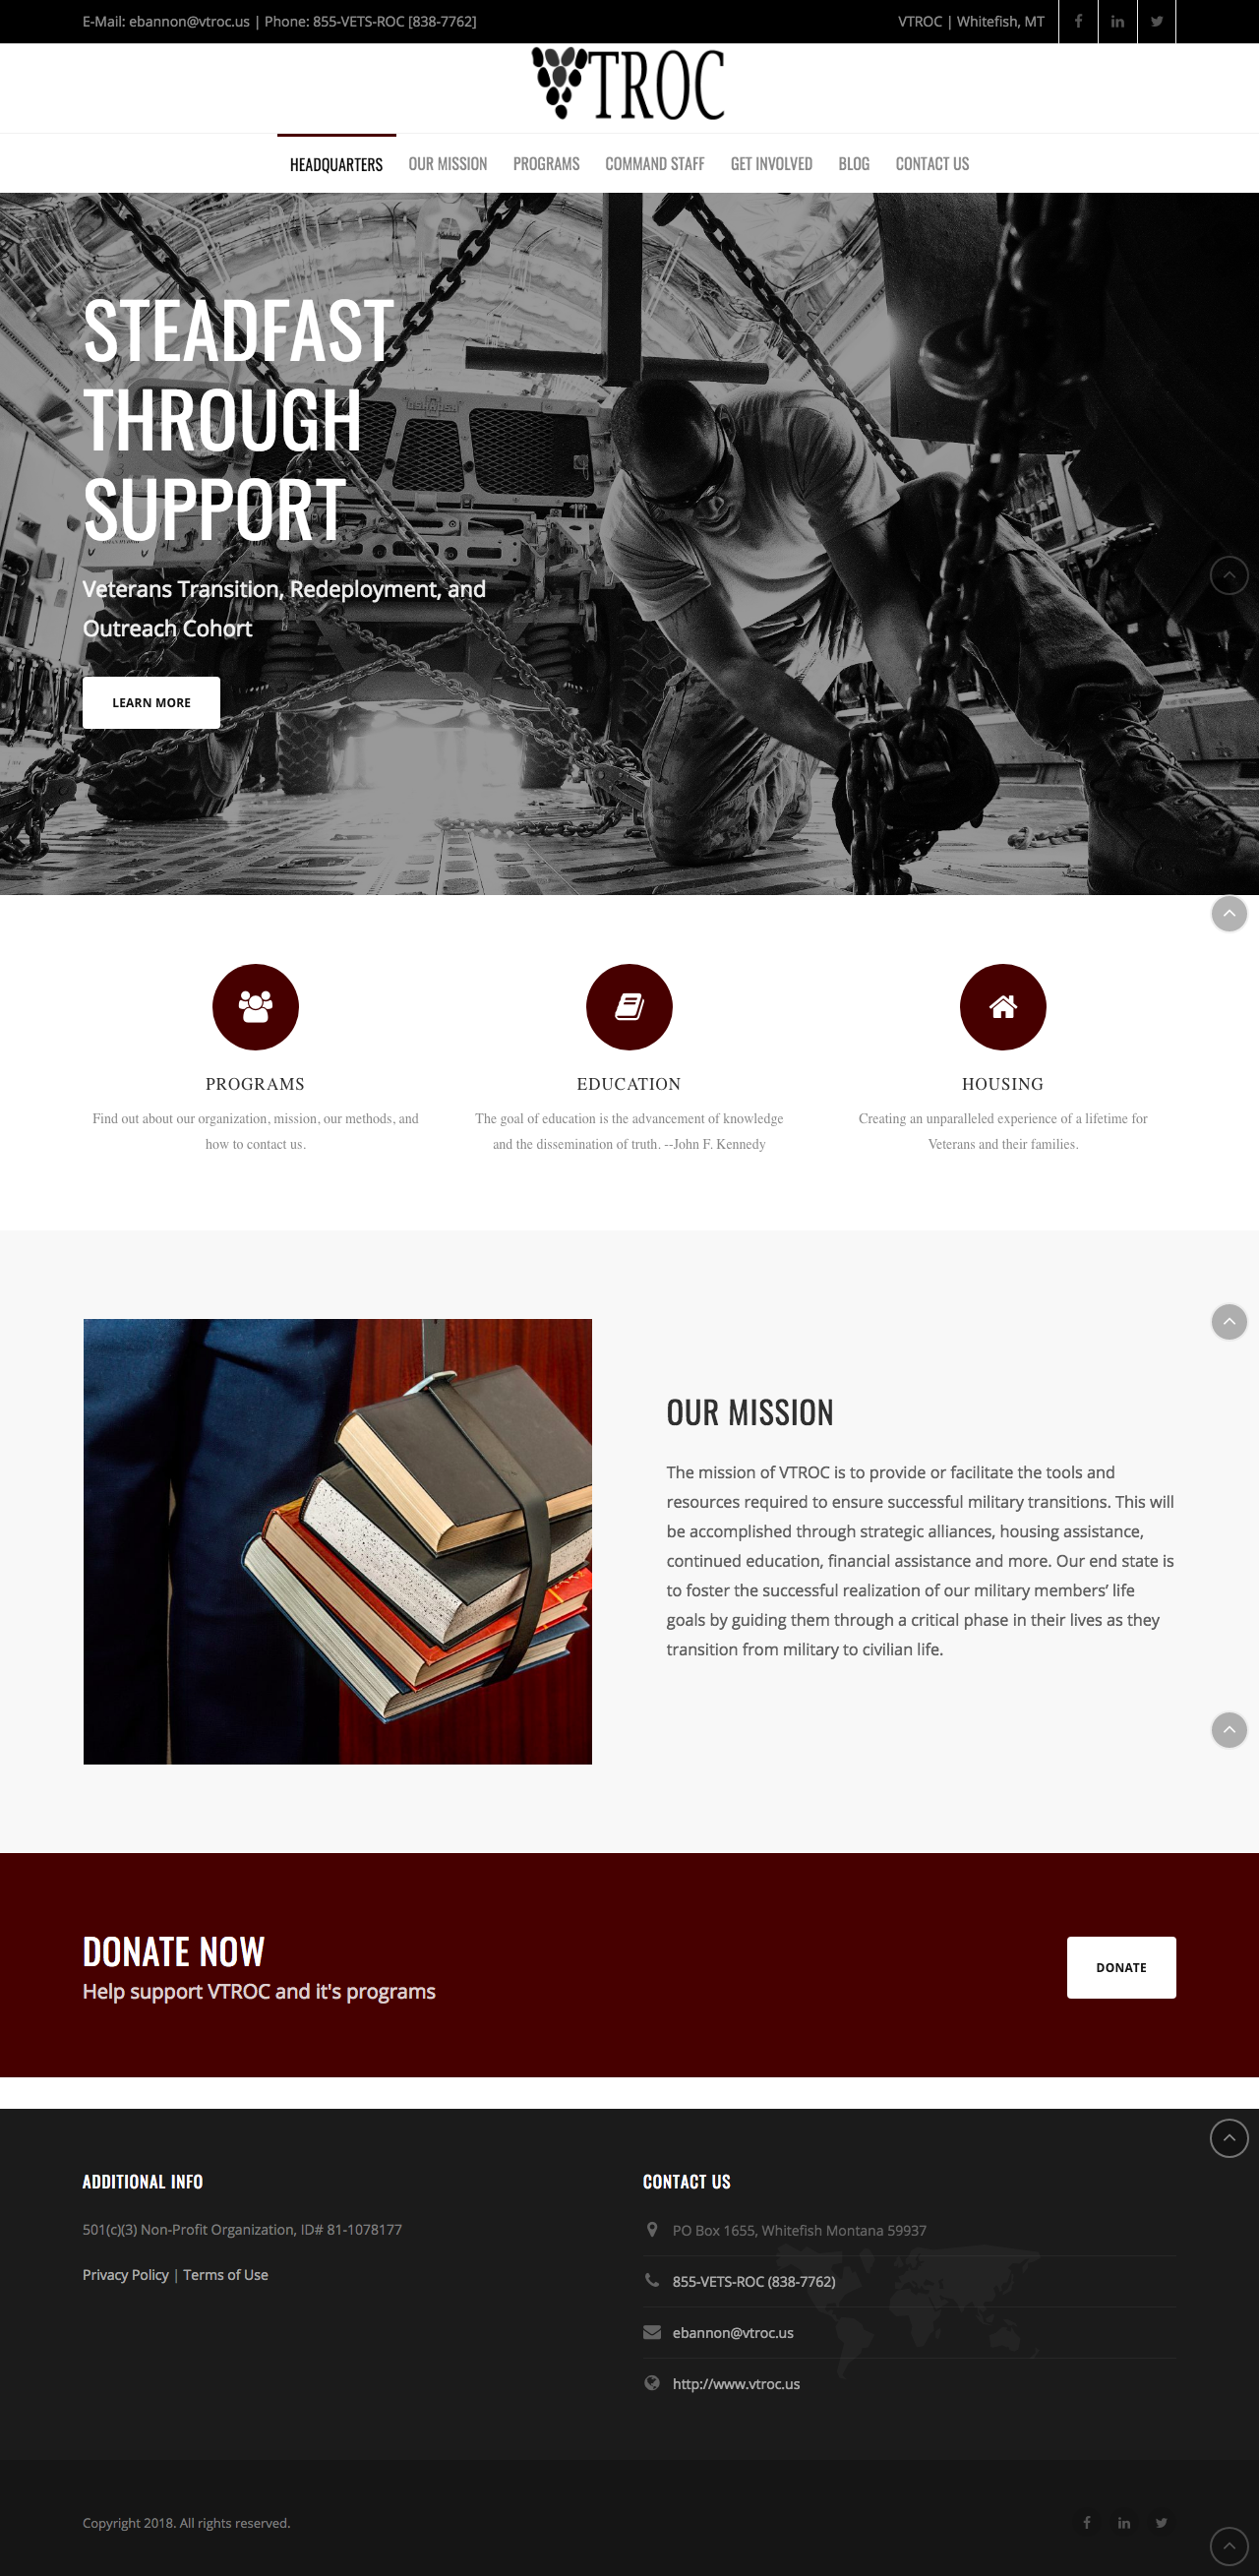 E-Mail: ebannon@vtroc.us | Phone: 855-VETS-ROC [838-7762]
VTROC | Whitefish, MT
VTROC
HEADQUARTERS
OUR MISSION
PROGRAMS
COMMAND STAFF
GET INVOLVED
BLOG
CONTACT US
STEADFAST
THROUGH
SUPPORT
Veterans Transition, Redeployment, and
Outreach Cohort
LEARN MORE
PROGRAMS
Find out about our organization, mission, our methods, and
how to contact us.
EDUCATION
The goal of education is the advancement of knowledge
and the dissemination of truth. --John F. Kennedy
HOUSING
Creating an unparalleled experience of a lifetime for
Veterans and their families.
OUR MISSION
The mission of VTROC is to provide or facilitate the tools and
resources required to ensure successful military transitions. This will
be accomplished through strategic alliances, housing assistance,
continued education, financial assistance and more. Our end state is
to foster the successful realization of our military members’ life
goals by guiding them through a critical phase in their lives as they
transition from military to civilian life.
DONATE NOW
Help support VTROC and it's programs
DONATE
ADDITIONAL INFO
501(c)(3) Non-Profit Organization, ID# 81-1078177
Privacy Policy | Terms of Use
CONTACT US
PO Box 1655, Whitefish Montana 59937
855-VETS-ROC (838-7762)
ebannon@vtroc.us
http://www.vtroc.us
Copyright 2018. All rights reserved.